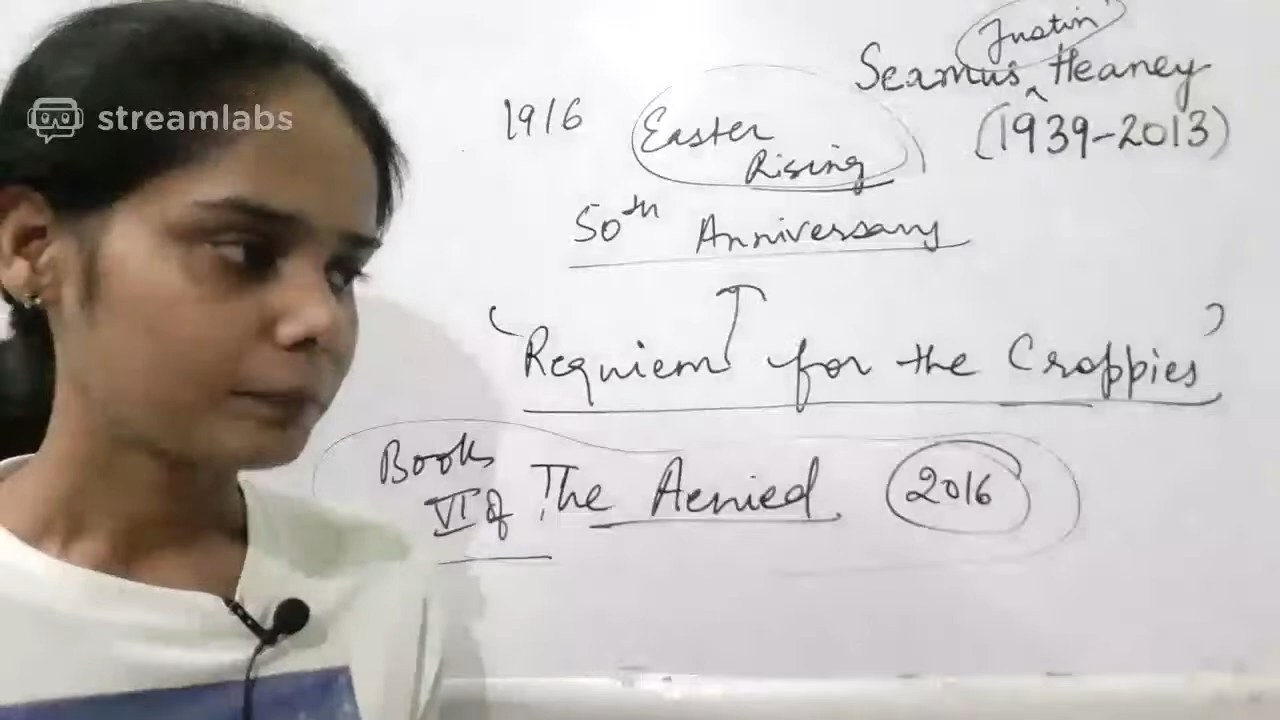 streamlabs
Justin
Seamus ^ Heaney
(1939-2013)
1916 Easter
Rising
50th Anniversary
'Requiem for the Croppies'
Books
VI of The Aenied 2016